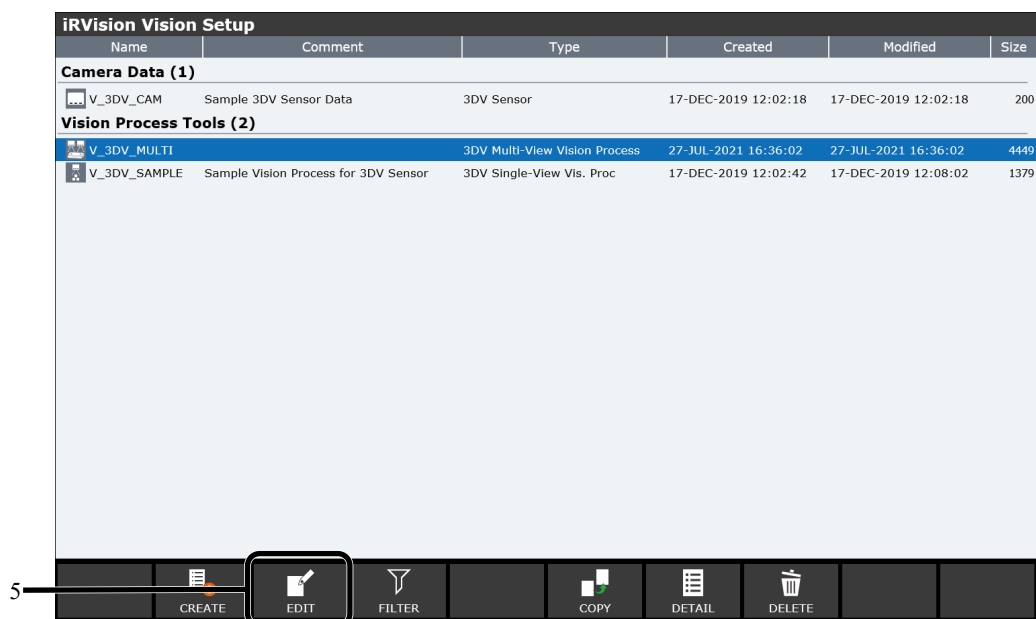 iRVision Vision Setup
Name Comment Type Created Modified Size
Camera Data (1)
V_3DV_CAM Sample 3DV Sensor Data 3DV Sensor 17-DEC-2019 12:02:18 17-DEC-2019 12:02:18 200
Vision Process Tools (2)
V_3DV_MULTI 3DV Multi-View Vision Process 27-JUL-2021 16:36:02 27-JUL-2021 16:36:02 4449
V_3DV_SAMPLE Sample Vision Process for 3DV Sensor 3DV Single-View Vis. Proc 17-DEC-2019 12:02:42 17-DEC-2019 12:08:02 1379
5
CREATE EDIT FILTER COPY DETAIL DELETE